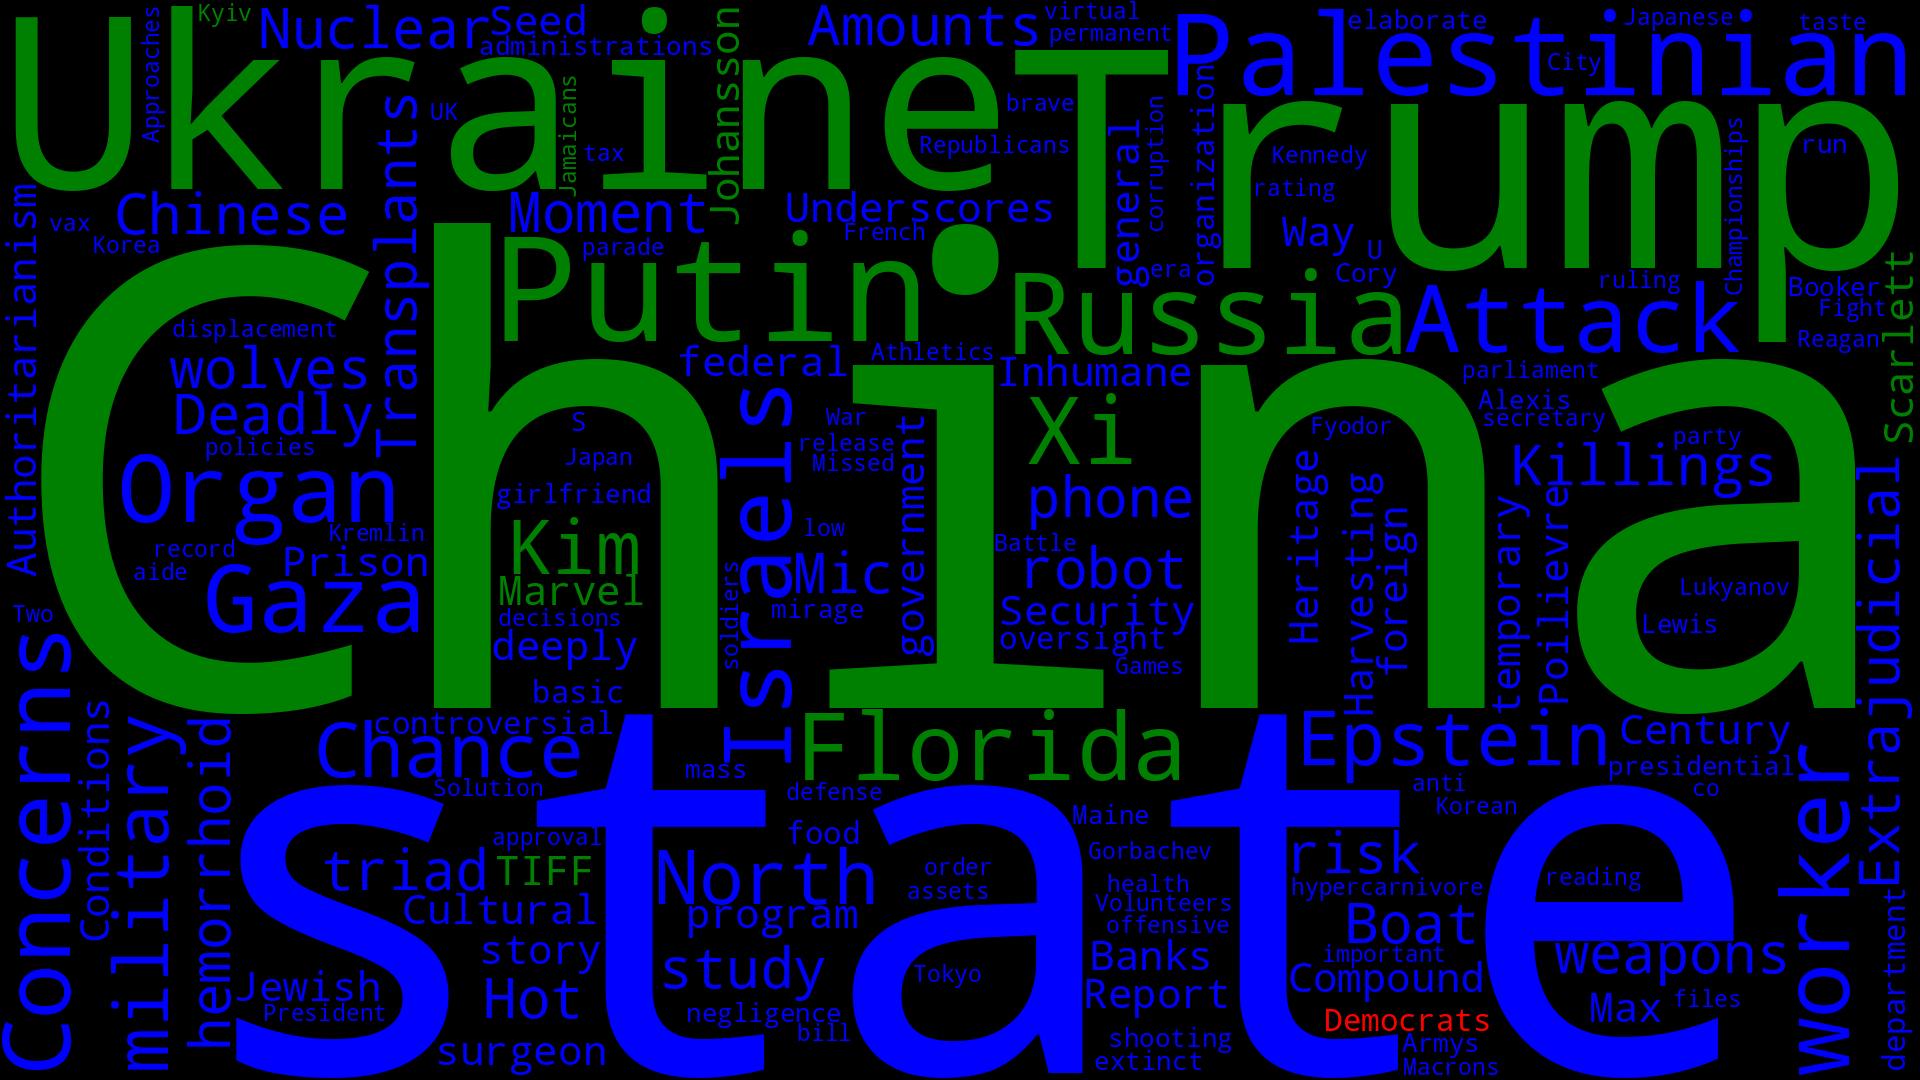 Ukraine
Kyiv
Nuclear
Seed
administrations
Approaches
Amounts
virtual
permanent
Palestinian
elaborate
Japanese
taste
City
Trump
UK
Jamaicans
Johansson
tax
brave
Republicans
general
corruption
organization
Kennedy
rating
Championships
run
Transplants
Authoritarianism
vax
Chinese
Korea
Moment
parade
Underscores
French
Way
U
era
Cory
ruling
Booker
Fight
Reagan
Scarlett
China
Putin
Russia
Attack
displacement
wolves
Deadly
policies
Organ
Kremlin
record
aide
Prison
Gaza
Two
federal
Athletics
Inhumane
parliament
Alexis
secretary
party
Killings
S
Japan
girlfriend
Kim
Marvel
decisions
deeply
basic
soldiers
Israels
War
release
Missed
low
Mic
mirage
government
Xi
phone
Battle
robot
Security
oversight
Games
Fyodor
Heritage
Harvesting
foreign
temporary
Poilievre
Lukyanov
Lewis
Extrajudicial
Concerns
Conditions
military
hemorrhoid
controversial
Chance
Solution
mass
Florida
defense
Epstein
Century
presidential
co
anti
Korean
worker
state
approval
triad
TIFF
Cultural
story
Hot
Jewish
President
surgeon
food
North
program
study
negligence
bill
order
assets
Tokyo
Maine
Gorbachev
health
Volunteers
offensive
Banks
Report
shooting
extinct
risk
hypercarnivore
Boat
important
Compound
Democrats
Armys
Macrons
reading
weapons
Max
files
department